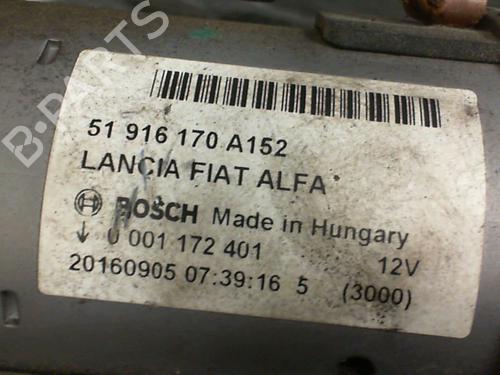 51 916 170 A152
LANCIA FIAT ALFA
BOSCH Made in Hungary
0 001 172 401 12V
20160905 07:39:16 5 (3000)
B-PARTS